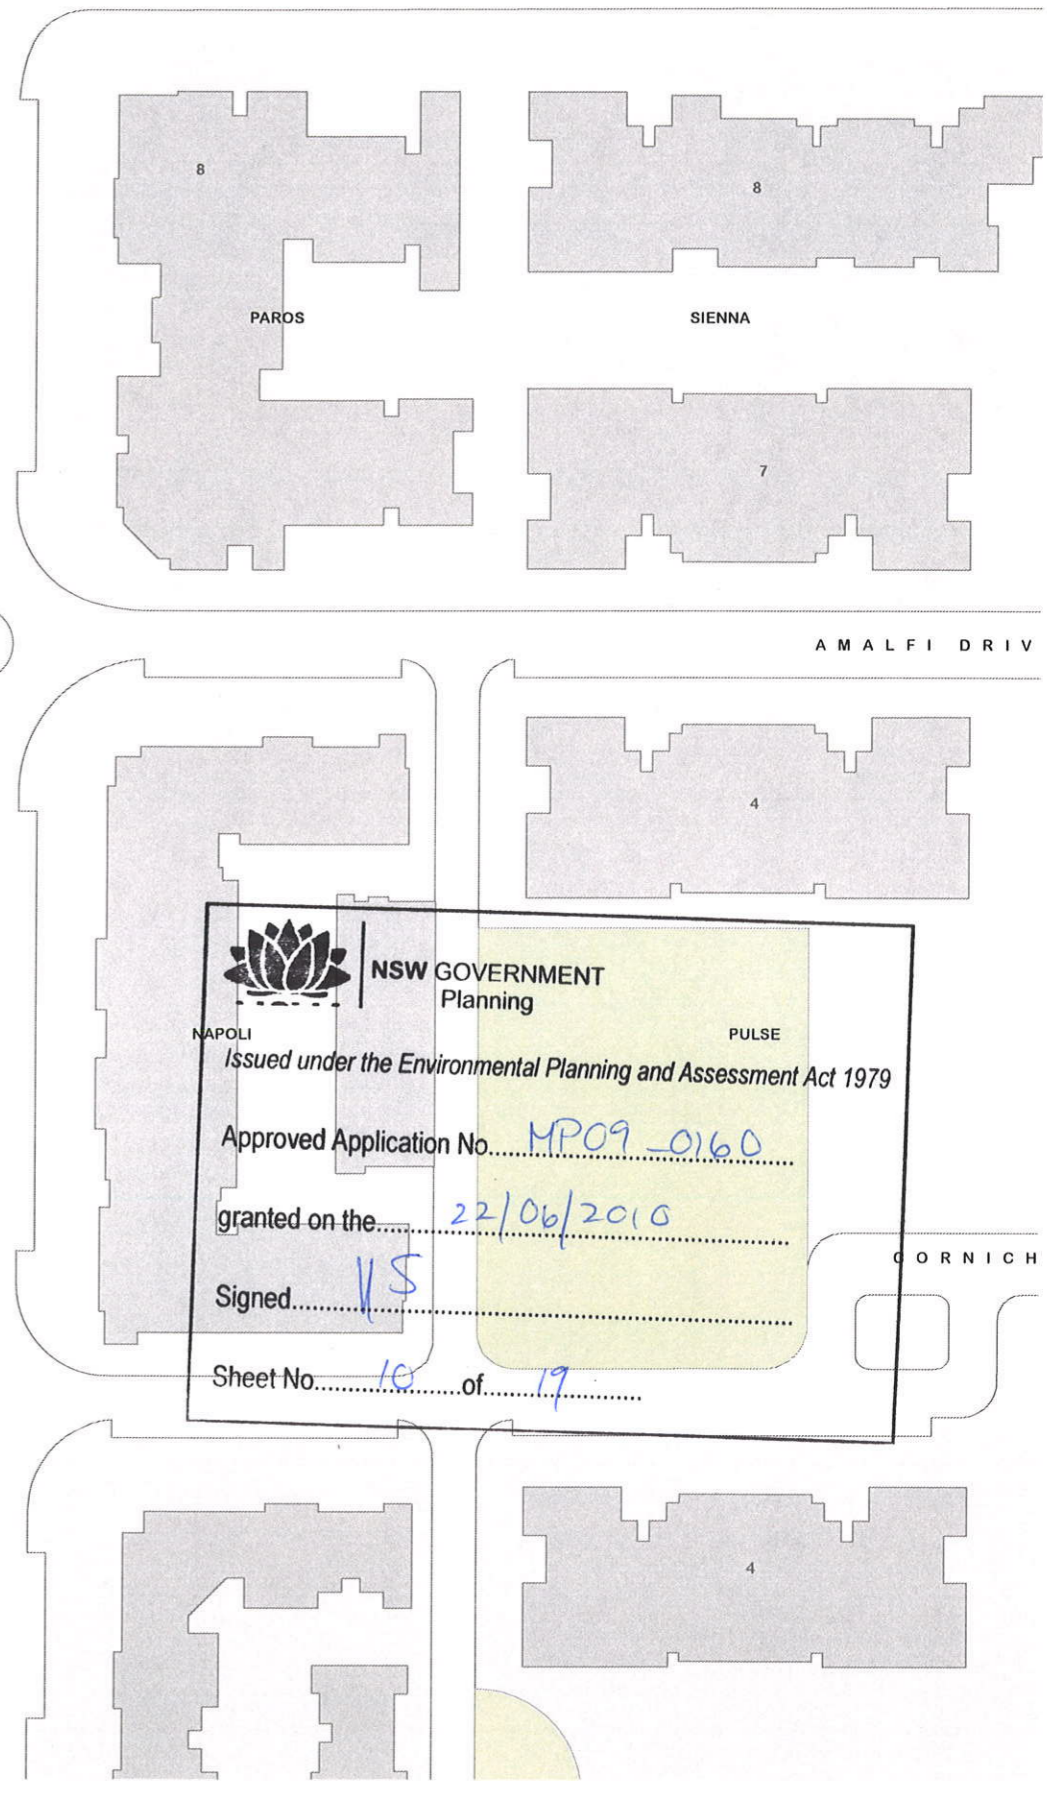 8
8
PAROS
SIENNA
7
AMALFI DRIV
4
NSW GOVERNMENT
Planning
NAPOLI
PULSE
Issued under the Environmental Planning and Assessment Act 1979
Approved Application No. MP09_0160
granted on the 22/06/2010
CORNICH
Signed
Sheet No. 10 of 19
4